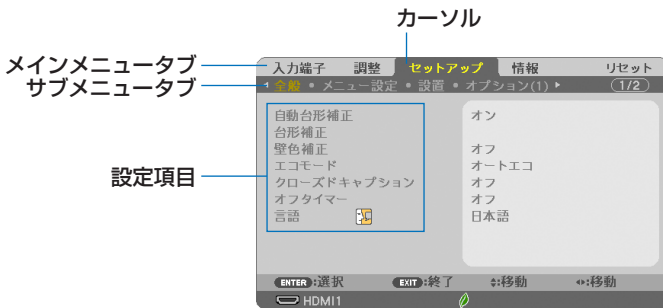 カーソル
メインメニュータブ
サブメニュータブ
設定項目
入力端子 調整 セットアップ 情報 リセット
全般 • メニュー設定 • 設置 • オプション(1) 1/2
自動台形補正 オン
台形補正
壁色補正 オフ
エコモード オートエコ
クローズドキャプション オフ
オフタイマー オフ
言語 日本語
ENTER :選択 EXIT :終了 :移動 :移動
HDMI1